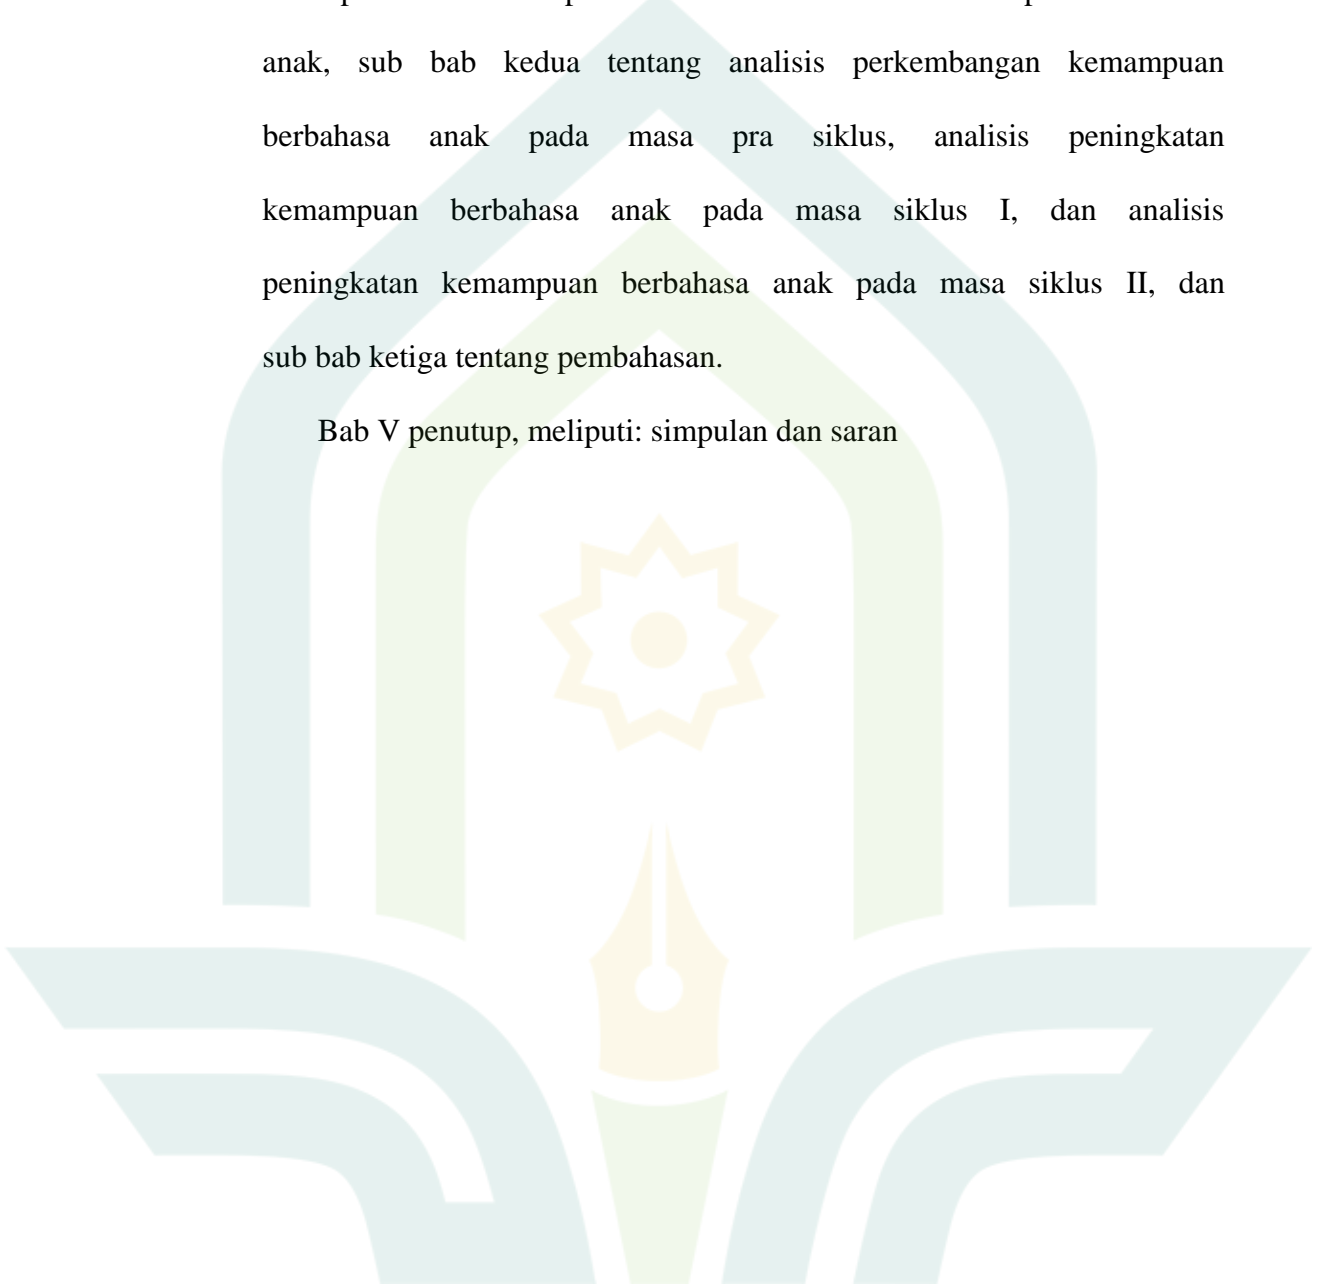 anak, sub bab kedua tentang analisis perkembangan kemampuan
berbahasa anak pada masa pra siklus, analisis peningkatan
kemampuan berbahasa anak pada masa siklus I, dan analisis
peningkatan kemampuan berbahasa anak pada masa siklus II, dan
sub bab ketiga tentang pembahasan.
Bab V penutup, meliputi: simpulan dan saran